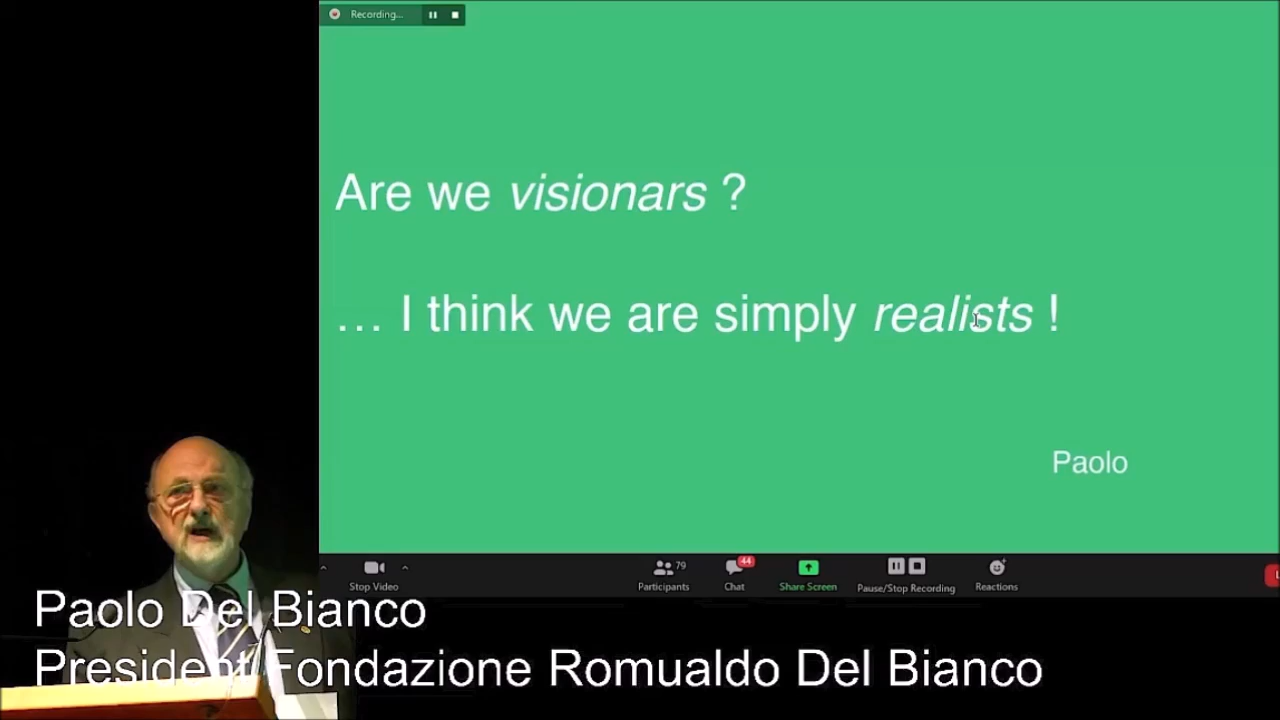 Recording...
Are we visionars ?
... I think we are simply realists !
Paolo
79
44
Stop Video
Participants
Chat
Share Screen
Pause/Stop Recording
Reactions
Paolo Del Bianco
President Fondazione Romualdo Del Bianco